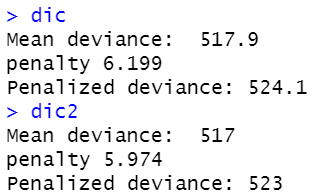 > dic
Mean deviance:  517.9
penalty 6.199
Penalized deviance: 524.1
> dic2
Mean deviance:  517
penalty 5.974
Penalized deviance: 523